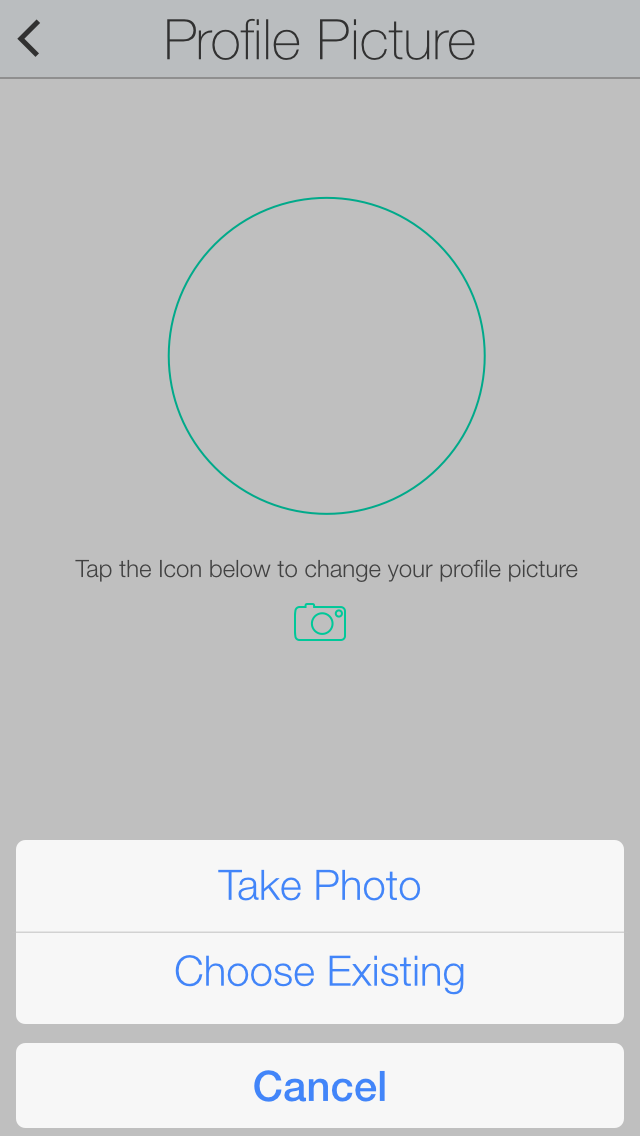 Profile Picture
Tap the Icon below to change your profile picture
Take Photo
Choose Existing
Cancel